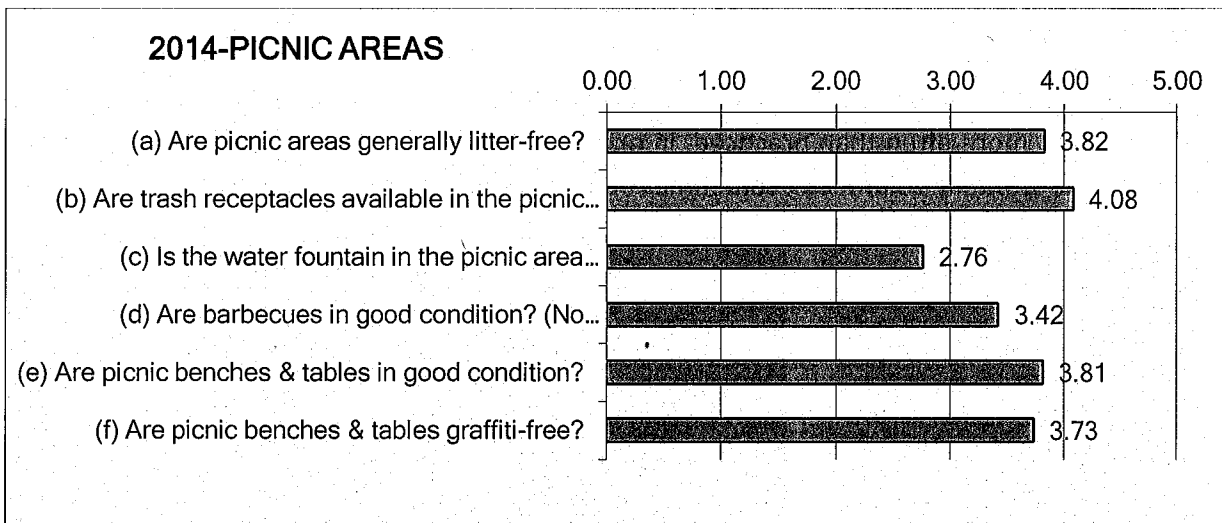 2014-PICNIC AREAS
0.00 1.00 2.00 3.00 4.00 5.00
(a) Are picnic areas generally litter-free? 3.82
(b) Are trash receptacles available in the picnic... 4.08
(c) Is the water fountain in the picnic area... 2.76
(d) Are barbecues in good condition? (No... 3.42
(e) Are picnic benches & tables in good condition? 3.81
(f) Are picnic benches & tables graffiti-free? 3.73